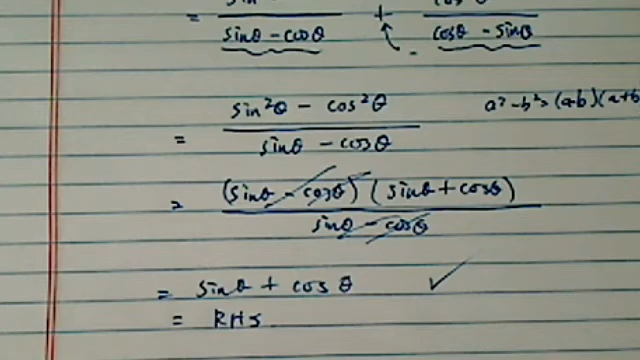 = / sinθ - cosθ + / cosθ - sinθ
-
= sin²θ - cos²θ / sinθ - cosθ
a² - b² = (a-b)(a+b
= (sinθ - cosθ)(sinθ + cosθ) / sinθ - cosθ
= sinθ + cosθ ✓
= RHS